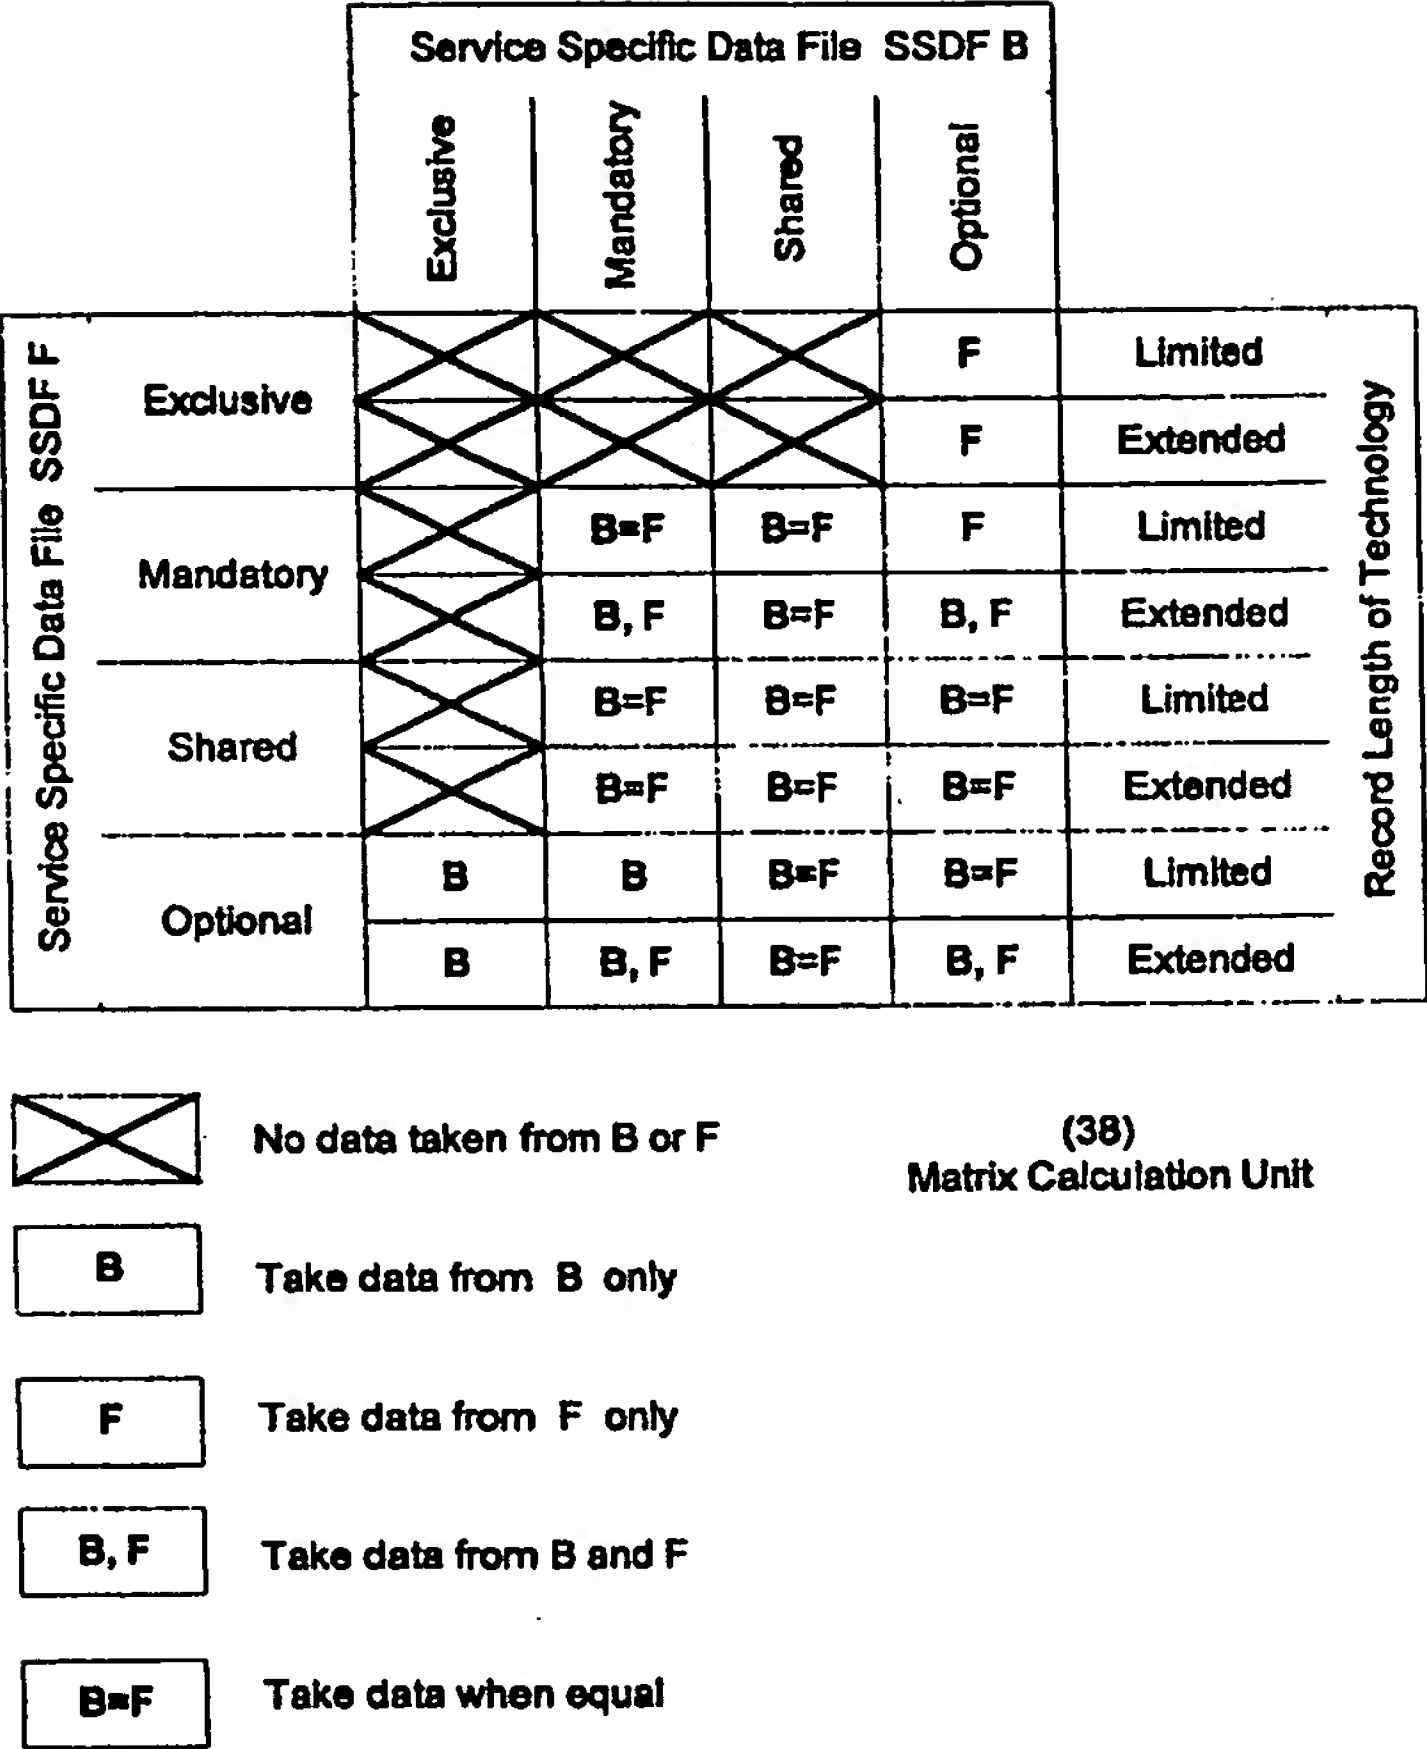 Service Specific Data File SSDF B
Exclusive
Mandatory
Shared
Optional
Service Specific Data File SSDF F
Record Length of Technology
F Limited
Exclusive
F Extended
B=F B=F F Limited
Mandatory
B, F B=F B, F Extended
B=F B=F B=F Limited
Shared
B=F B=F B=F Extended
B B B=F B=F Limited
Optional
B B, F B=F B, F Extended
No data taken from B or F
(38)
Matrix Calculation Unit
B Take data from B only
F Take data from F only
B, F Take data from B and F
B=F Take data when equal